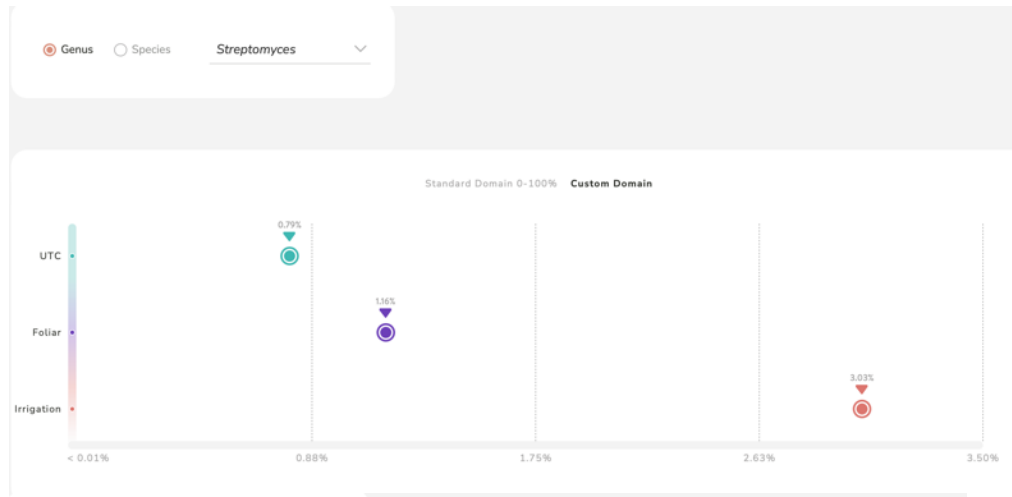 Genus Species Streptomyces
Standard Domain 0-100% Custom Domain
0.79%
UTC
1.16%
Foliar
3.03%
Irrigation
< 0.01% 0.88% 1.75% 2.63% 3.50%